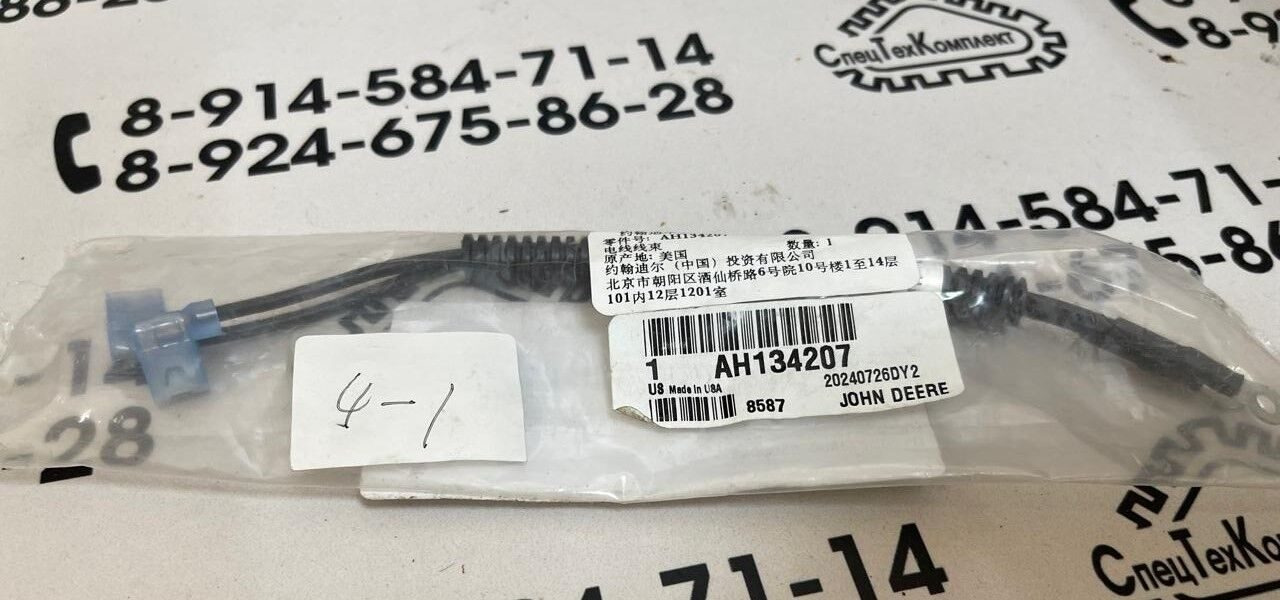 86-28
8-914-584-71-14
8-924-675-86-28
СпецТехКомплект
8-9
8-914-584-71-
5-86
零件号: AH134207
电线线束 数量: 1
原产地: 美国
约翰迪尔（中国）投资有限公司
北京市朝阳区酒仙桥路6号院10号楼1至14层
101内12层1201室
1 AH134207
US Made in USA 20240726DY2
8587 JOHN DEERE
4-1
-14
-28
-71-14
СпецТехКо